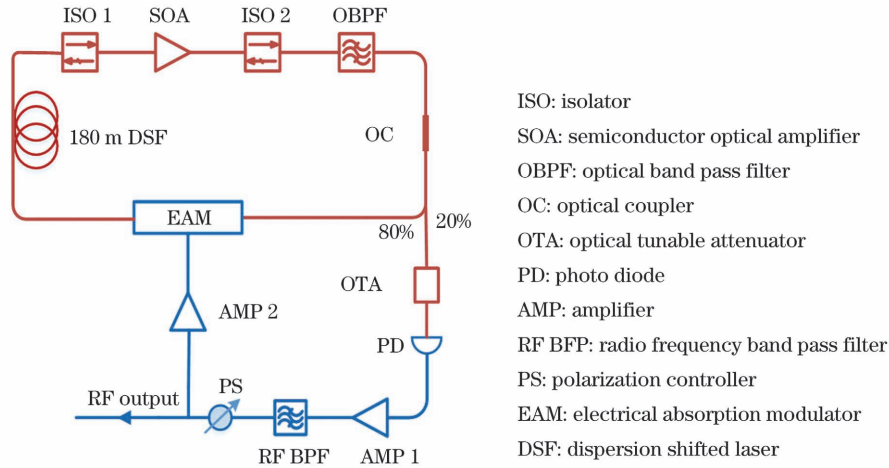 ISO 1
SOA
ISO 2
OBPF
180 m DSF
OC
EAM
80%
20%
OTA
AMP 2
PD
PS
RF output
RF BPF
AMP 1
ISO: isolator
SOA: semiconductor optical amplifier
OBPF: optical band pass filter
OC: optical coupler
OTA: optical tunable attenuator
PD: photo diode
AMP: amplifier
RF BFP: radio frequency band pass filter
PS: polarization controller
EAM: electrical absorption modulator
DSF: dispersion shifted laser